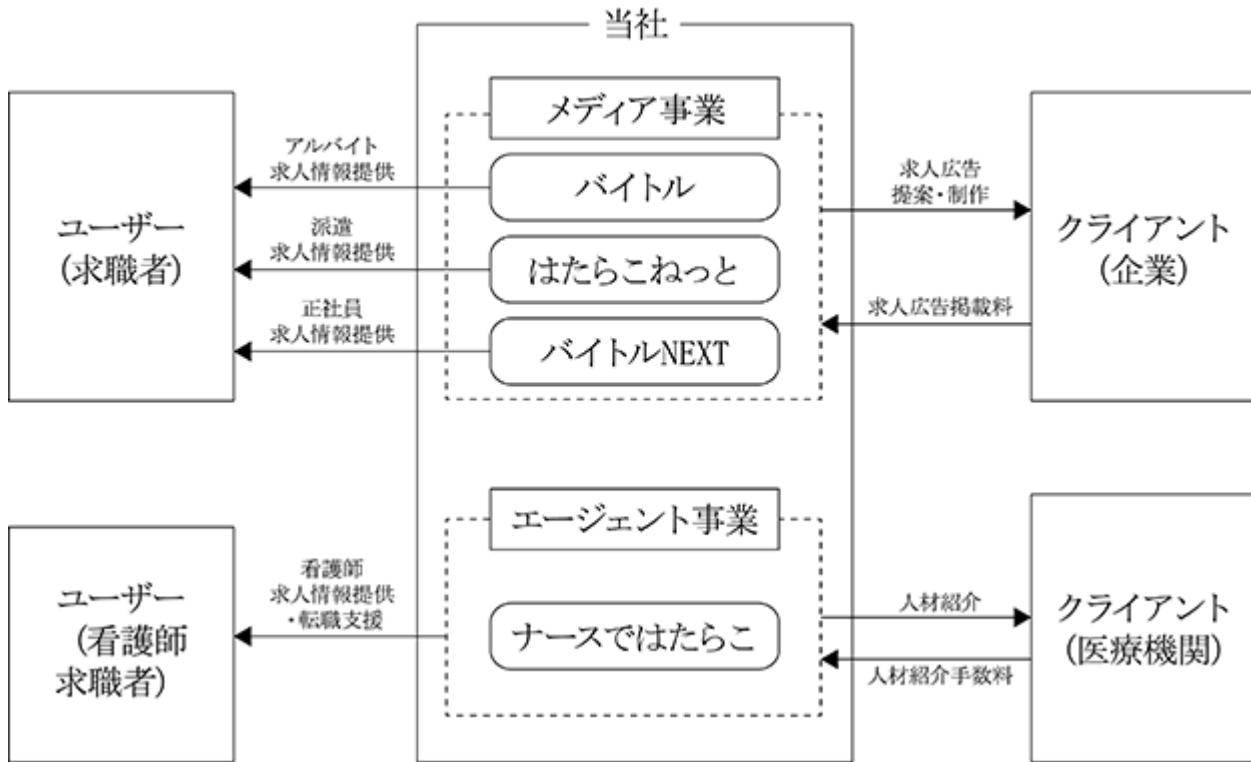 当社
メディア事業
アルバイト
求人情報提供
バイトル
派遣
求人情報提供
はたらこねっと
正社員
求人情報提供
バイトルNEXT
ユーザー
(求職者)
求人広告
提案・制作
求人広告掲載料
クライアント
(企業)
エージェント事業
看護師
求人情報提供
・転職支援
ナースではたらこ
ユーザー
(看護師
求職者)
人材紹介
人材紹介手数料
クライアント
(医療機関)